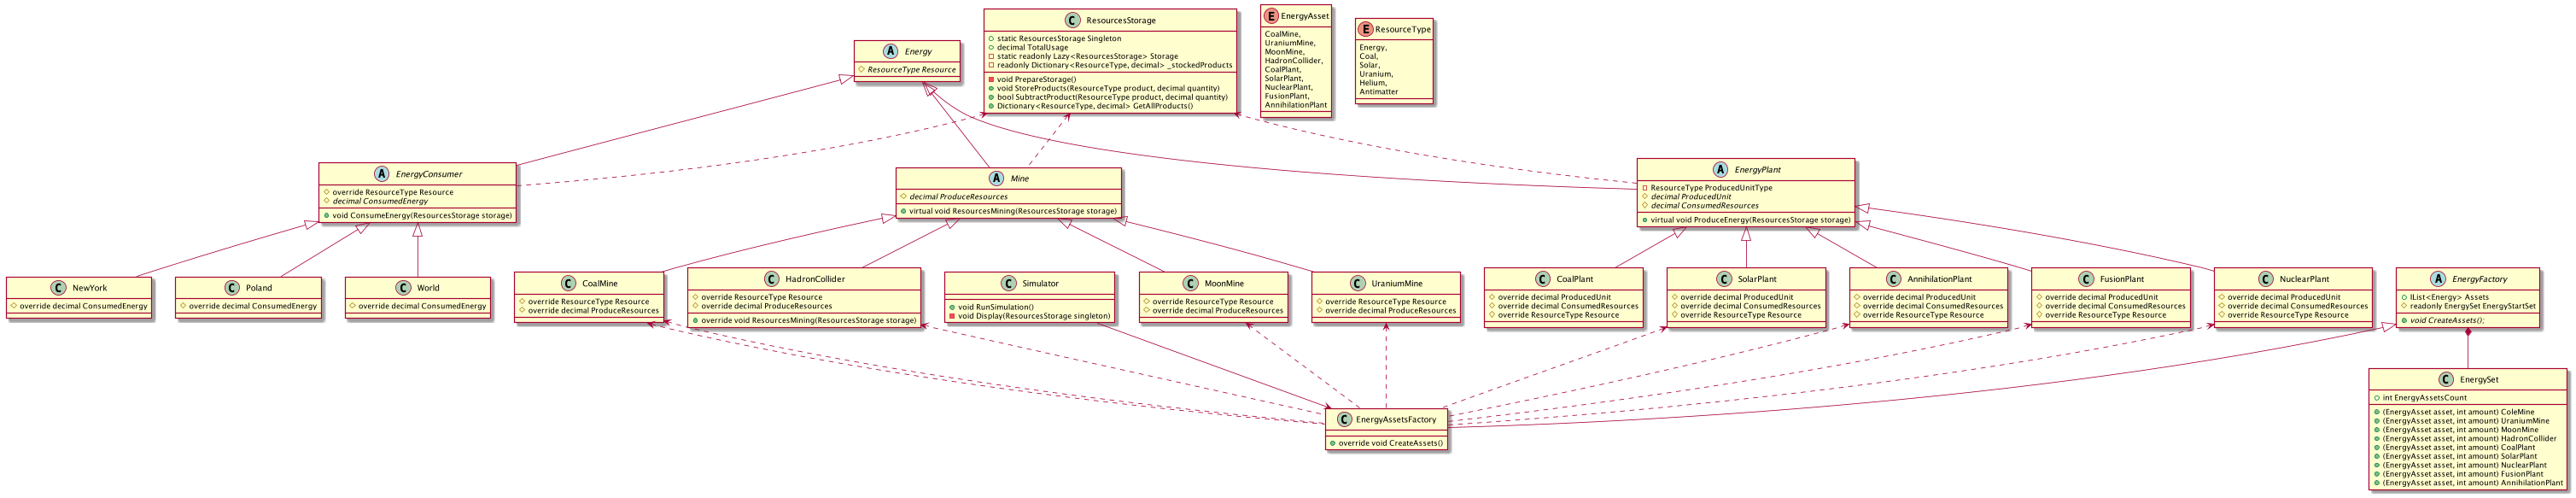 C ResourcesStorage
static ResourcesStorage Singleton
decimal TotalUsage
static readonly Lazy<ResourcesStorage> Storage
readonly Dictionary<ResourceType, decimal> _stockedProducts
void PrepareStorage()
void StoreProducts(ResourceType product, decimal quantity)
bool SubtractProduct(ResourceType product, decimal quantity)
Dictionary<ResourceType, decimal> GetAllProducts()
E EnergyAsset
CoalMine,
UraniumMine,
MoonMine,
HadronCollider,
CoalPlant,
SolarPlant,
NuclearPlant,
FusionPlant,
AnnihilationPlant
E ResourceType
Energy,
Coal,
Solar,
Uranium,
Helium,
Antimatter
A Energy
ResourceType Resource
A EnergyConsumer
override ResourceType Resource
decimal ConsumedEnergy
void ConsumeEnergy(ResourcesStorage storage)
A Mine
decimal ProduceResources
virtual void ResourcesMining(ResourcesStorage storage)
A EnergyPlant
ResourceType ProducedUnitType
decimal ProducedUnit
decimal ConsumedResources
virtual void ProduceEnergy(ResourcesStorage storage)
C NewYork
override decimal ConsumedEnergy
C Poland
override decimal ConsumedEnergy
C World
override decimal ConsumedEnergy
C CoalMine
override ResourceType Resource
override decimal ProduceResources
C HadronCollider
override ResourceType Resource
override decimal ProduceResources
override void ResourcesMining(ResourcesStorage storage)
C Simulator
void RunSimulation()
void Display(ResourcesStorage singleton)
C MoonMine
override ResourceType Resource
override decimal ProduceResources
C UraniumMine
override ResourceType Resource
override decimal ProduceResources
C CoalPlant
override decimal ProducedUnit
override decimal ConsumedResources
override ResourceType Resource
C SolarPlant
override decimal ProducedUnit
override decimal ConsumedResources
override ResourceType Resource
C AnnihilationPlant
override decimal ProducedUnit
override decimal ConsumedResources
override ResourceType Resource
C FusionPlant
override decimal ProducedUnit
override decimal ConsumedResources
override ResourceType Resource
C NuclearPlant
override decimal ProducedUnit
override decimal ConsumedResources
override ResourceType Resource
A EnergyFactory
IList<Energy> Assets
readonly EnergySet EnergyStartSet
void CreateAssets();
C EnergyAssetsFactory
override void CreateAssets()
C EnergySet
int EnergyAssetsCount
(EnergyAsset asset, int amount) ColeMine
(EnergyAsset asset, int amount) UraniumMine
(EnergyAsset asset, int amount) MoonMine
(EnergyAsset asset, int amount) HadronCollider
(EnergyAsset asset, int amount) CoalPlant
(EnergyAsset asset, int amount) SolarPlant
(EnergyAsset asset, int amount) NuclearPlant
(EnergyAsset asset, int amount) FusionPlant
(EnergyAsset asset, int amount) AnnihilationPlant